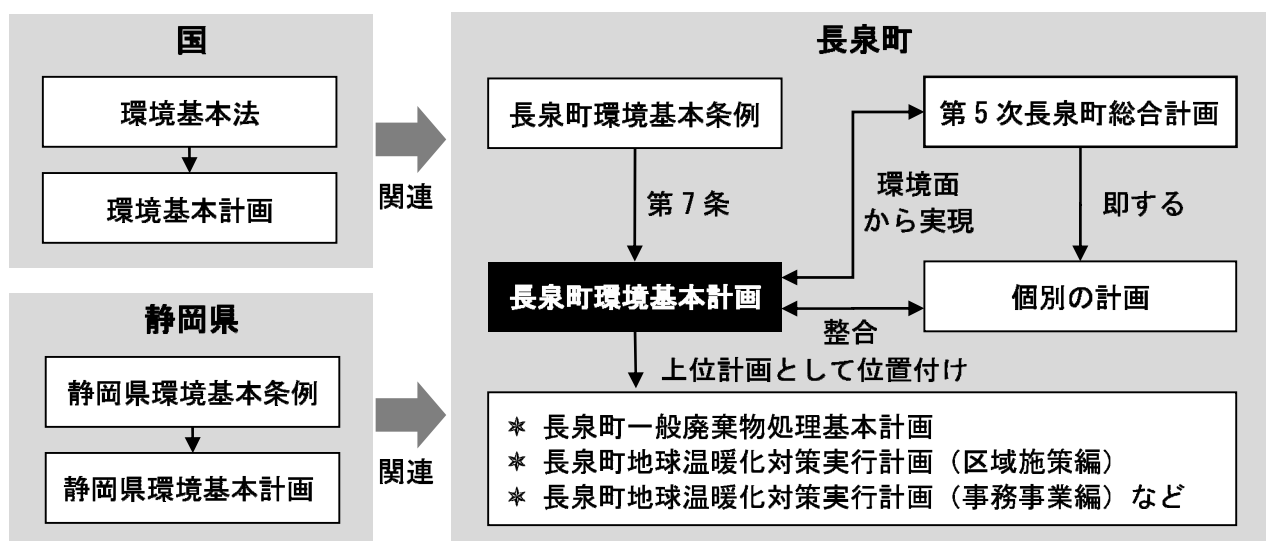 国
環境基本法
環境基本計画
静岡県
静岡県環境基本条例
静岡県環境基本計画
関連
関連
長泉町
長泉町環境基本条例
第5次長泉町総合計画
第7条
環境面
から実現
即する
長泉町環境基本計画
個別の計画
整合
上位計画として位置付け
＊ 長泉町一般廃棄物処理基本計画
＊ 長泉町地球温暖化対策実行計画（区域施策編）
＊ 長泉町地球温暖化対策実行計画（事務事業編）など